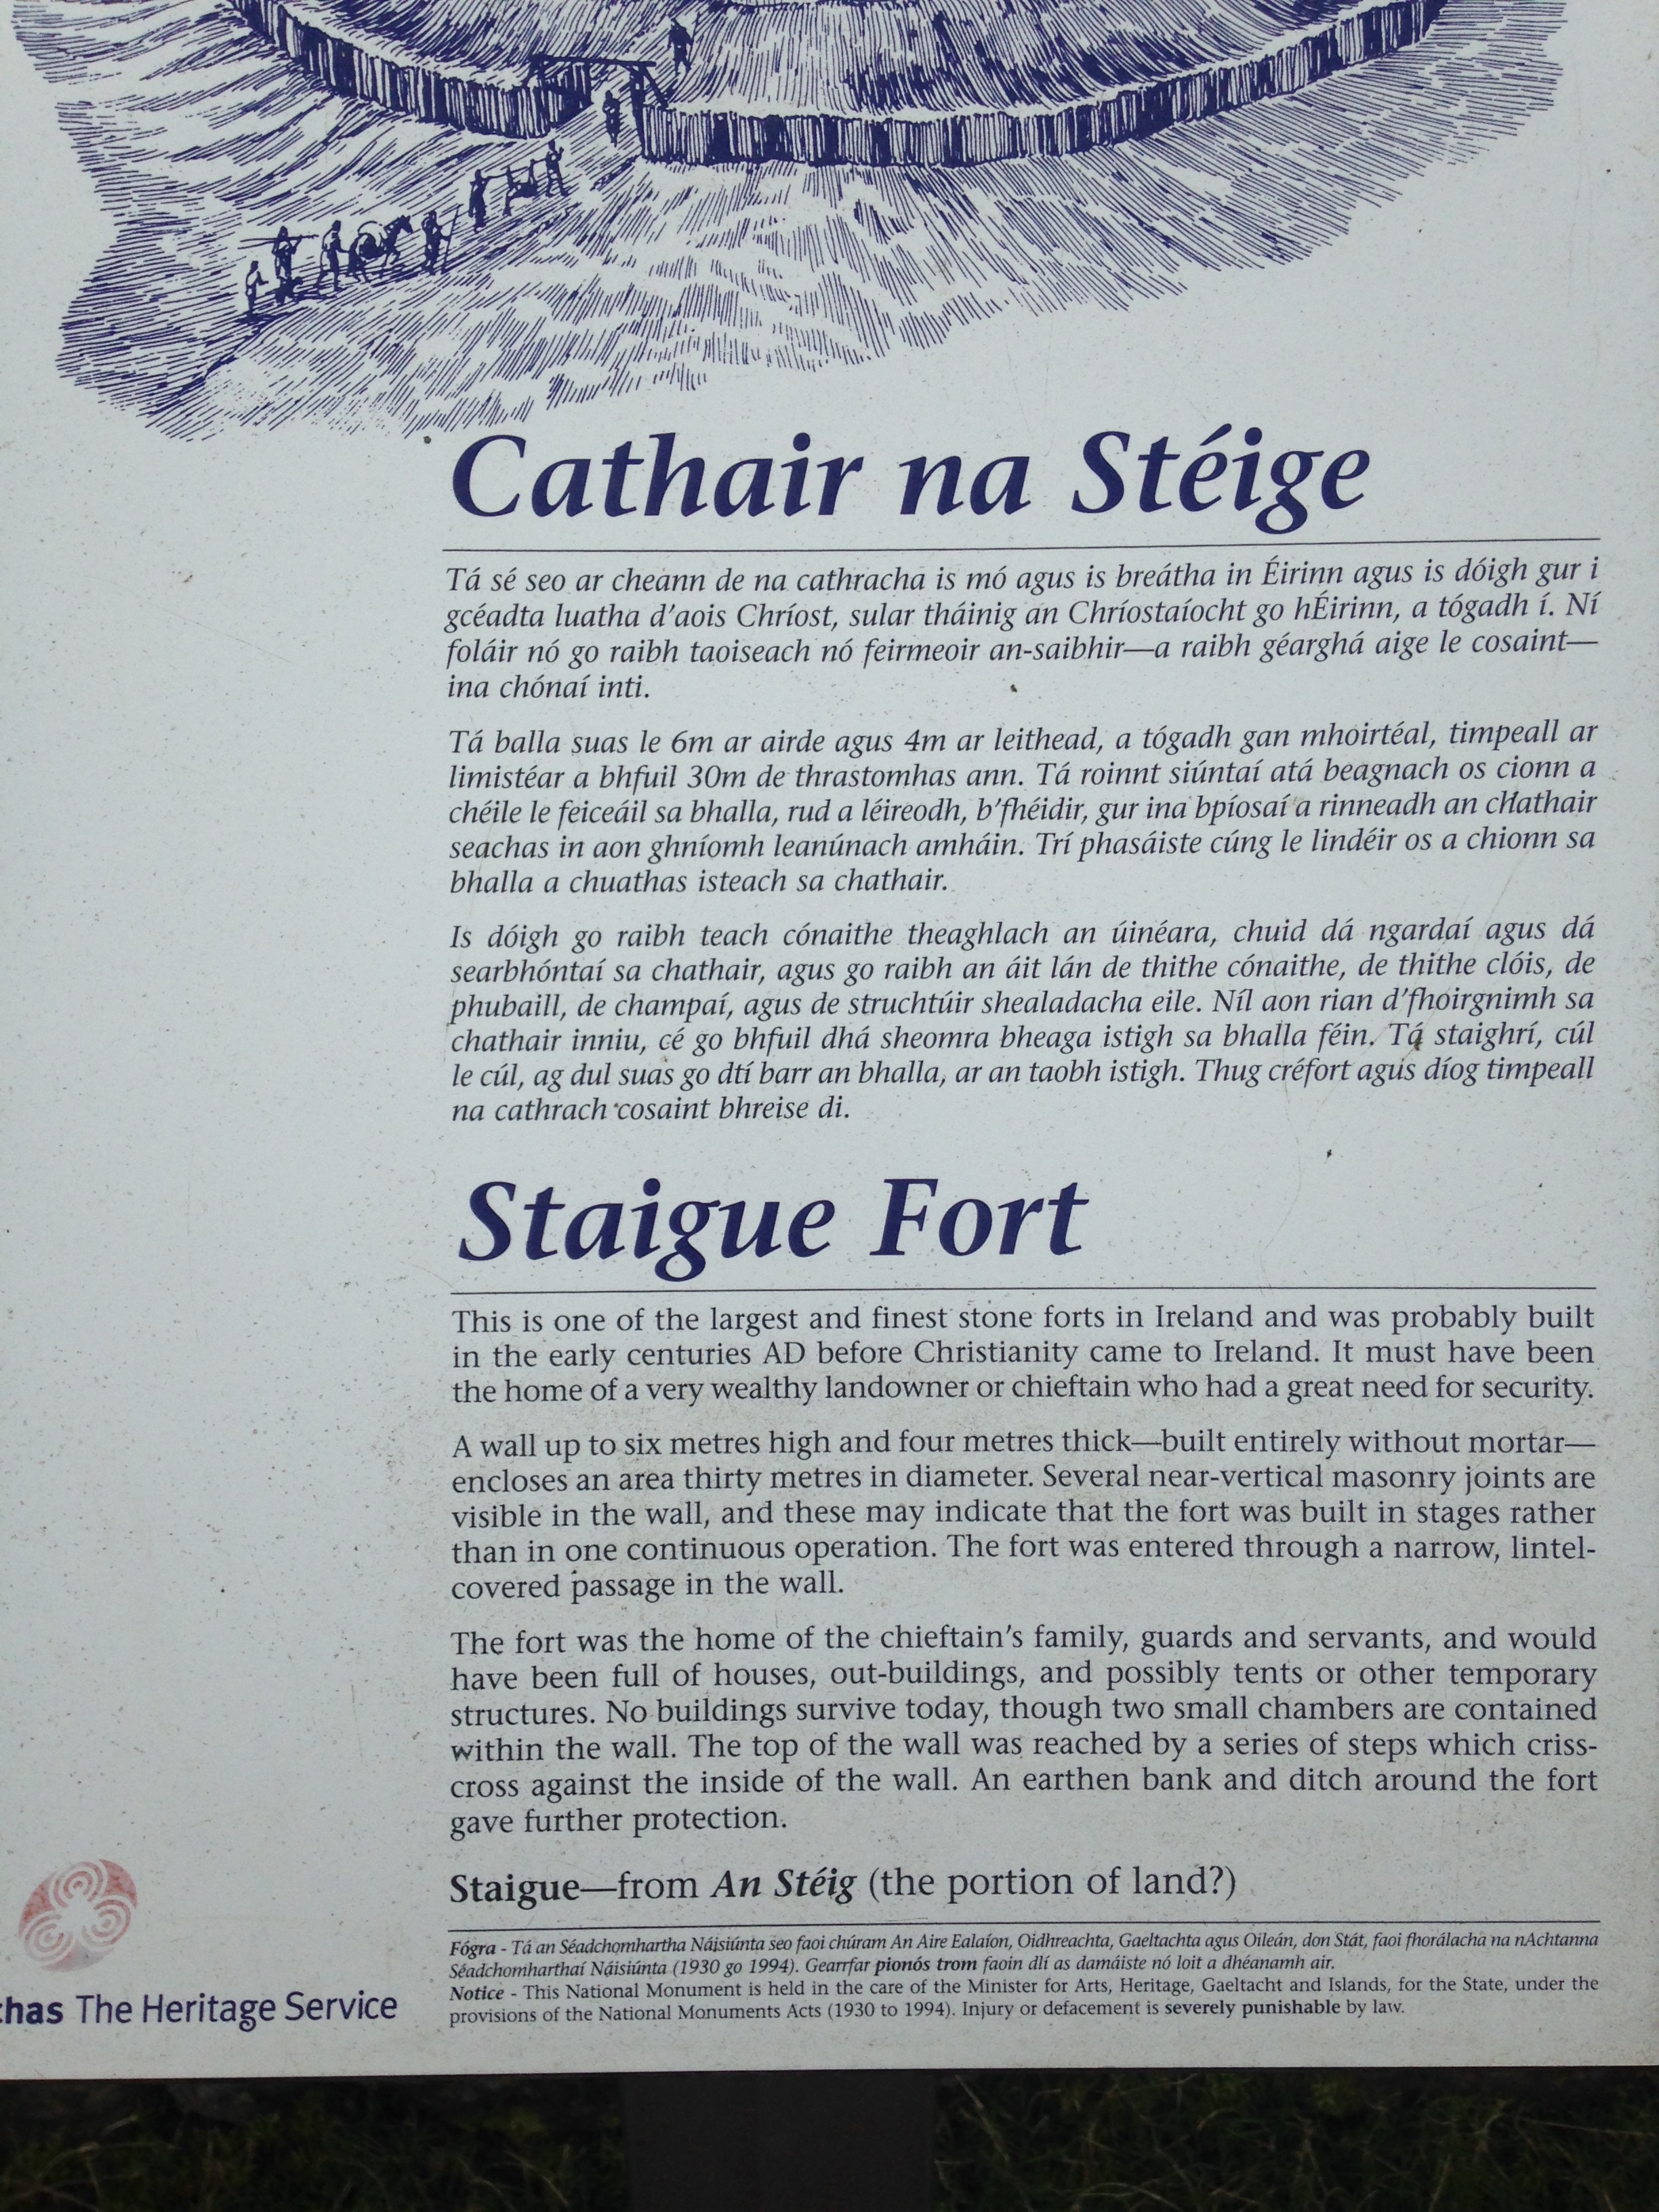 Cathair na Stéige
Tá sé seo ar cheann de na cathracha is mó agus is breátha in Éirinn agus is dóigh gur i
gcéadta luatha d'aois Chríost, sular tháinig an Chríostaíocht go hÉirinn, a tógadh í. Ní
foláir nó go raibh taoiseach nó feirmeoir an-saibhir—a raibh géarghá aige le cosaint—
ina chónaí inti.
Tá balla suas le 6m ar airde agus 4m ar leithead, a tógadh gan mhoirtéal, timpeall ar
limistéar a bhfuil 30m de thrastomhas ann. Tá roinnt siúntaí atá beagnach os cionn a
chéile le feiceáil sa bhalla, rud a léireodh, b'fhéidir, gur ina bpíosaí a rinneadh an chathair
seachas in aon ghníomh leanúnach amháin. Trí phasáiste cúng le lindéir os a chionn sa
bhalla a chuathas isteach sa chathair.
Is dóigh go raibh teach cónaithe theaghlach an úinéara, chuid dá ngardaí agus dá
searbhóntaí sa chathair, agus go raibh an áit lán de thithe cónaithe, de thithe clóis, de
phubaill, de champaí, agus de struchtúir shealadacha eile. Níl aon rian d'fhoirgnimh sa
chathair inniu, cé go bhfuil dhá sheomra bheaga istigh sa bhalla féin. Tá staighrí, cúl
le cúl, ag dul suas go dtí barr an bhalla, ar an taobh istigh. Thug créfort agus díog timpeall
na cathrach cosaint bhreise di.
Staigue Fort
This is one of the largest and finest stone forts in Ireland and was probably built
in the early centuries AD before Christianity came to Ireland. It must have been
the home of a very wealthy landowner or chieftain who had a great need for security.
A wall up to six metres high and four metres thick—built entirely without mortar—
encloses an area thirty metres in diameter. Several near-vertical masonry joints are
visible in the wall, and these may indicate that the fort was built in stages rather
than in one continuous operation. The fort was entered through a narrow, lintel-
covered passage in the wall.
The fort was the home of the chieftain's family, guards and servants, and would
have been full of houses, out-buildings, and possibly tents or other temporary
structures. No buildings survive today, though two small chambers are contained
within the wall. The top of the wall was reached by a series of steps which criss-
cross against the inside of the wall. An earthen bank and ditch around the fort
gave further protection.
Staigue—from An Stéig (the portion of land?)
Fógra - Tá an Séadchomhartha Náisiúnta seo faoi chúram An Aire Ealaíon, Oidhreachta, Gaeltachta agus Oileán, don Stát, faoi fhorálacha na nAchtanna
Séadchomharthaí Náisiúnta (1930 go 1994). Gearrfar pionós trom faoin dlí as damáiste nó loit a dhéanamh air.
Notice - This National Monument is held in the care of the Minister for Arts, Heritage, Gaeltacht and Islands, for the State, under the
provisions of the National Monuments Acts (1930 to 1994). Injury or defacement is severely punishable by law.
has The Heritage Service